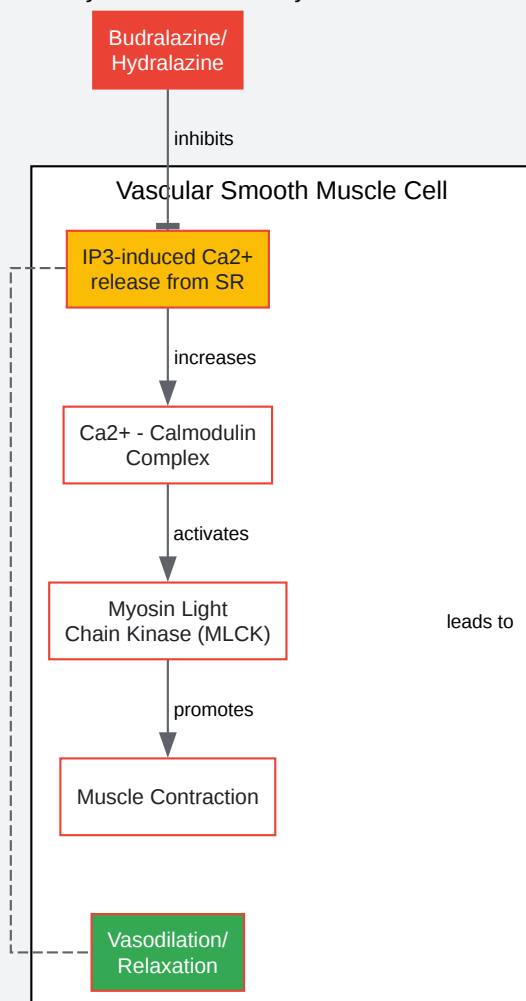 Budralazine/
Hydralazine
inhibits
Vascular Smooth Muscle Cell
IP3-induced Ca2+
release from SR
increases
Ca2+ - Calmodulin
Complex
activates
Myosin Light
Chain Kinase (MLCK)
leads to
promotes
Muscle Contraction
Vasodilation/
Relaxation